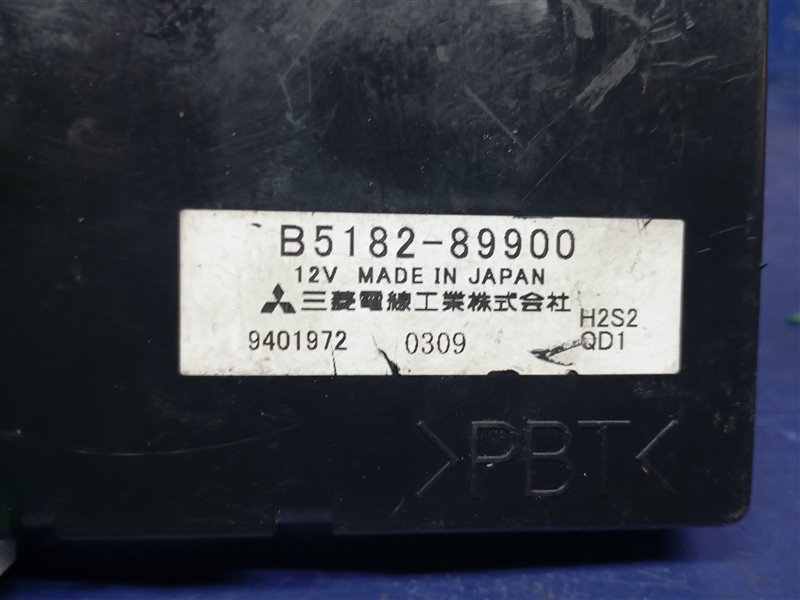 B5182-89900
12V MADE IN JAPAN
三菱電線工業株式会社
H2S2
9401972 0309 QD1
>PBT<